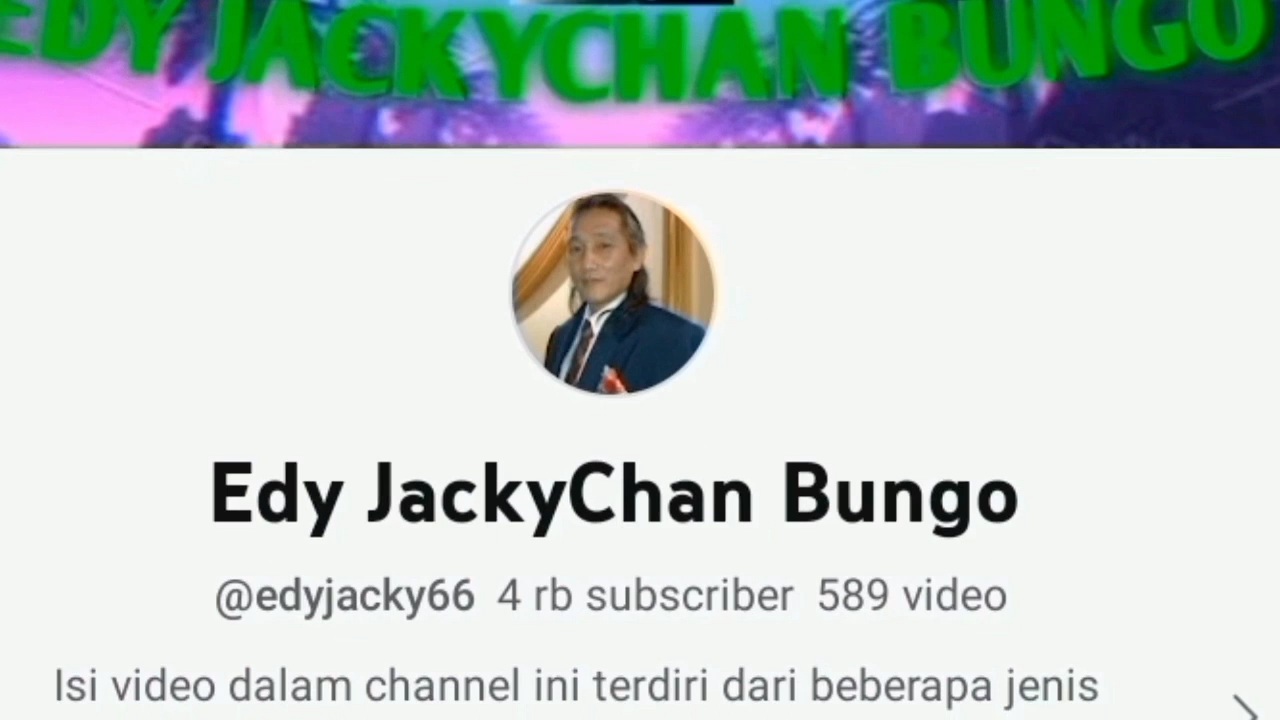 EDY JACKYCHAN BUNGO
Edy JackyChan Bungo
@edyjacky66 4 rb subscriber 589 video
Isi video dalam channel ini terdiri dari beberapa jenis